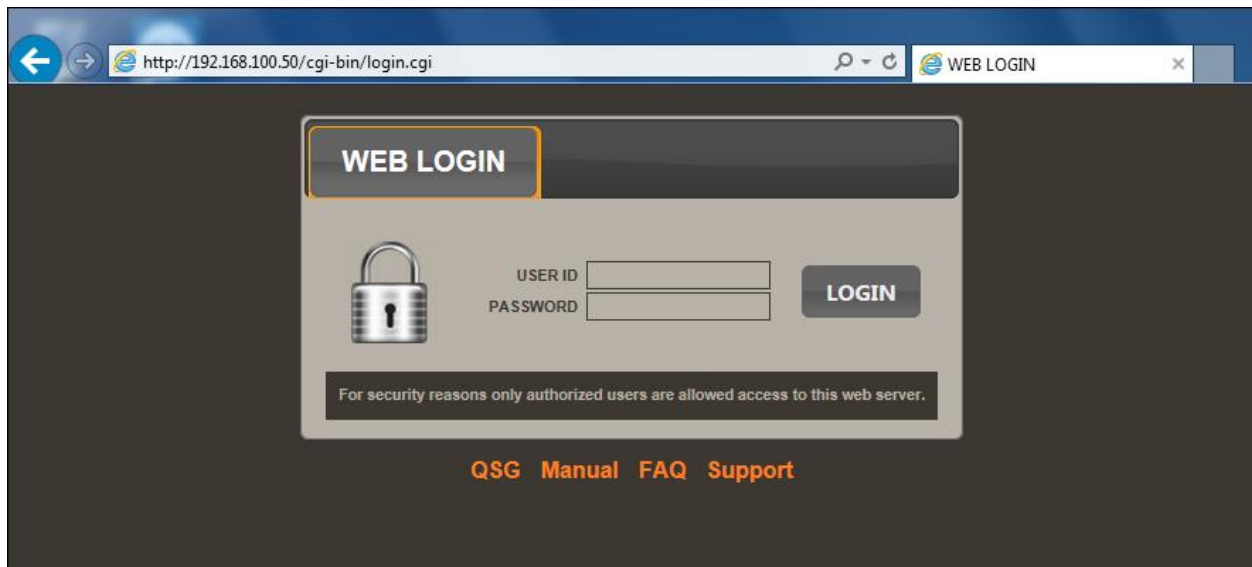 http://192.168.100.50/cgi-bin/login.cgi
WEB LOGIN
WEB LOGIN
USER ID
PASSWORD
LOGIN
For security reasons only authorized users are allowed access to this web server.
QSG Manual FAQ Support